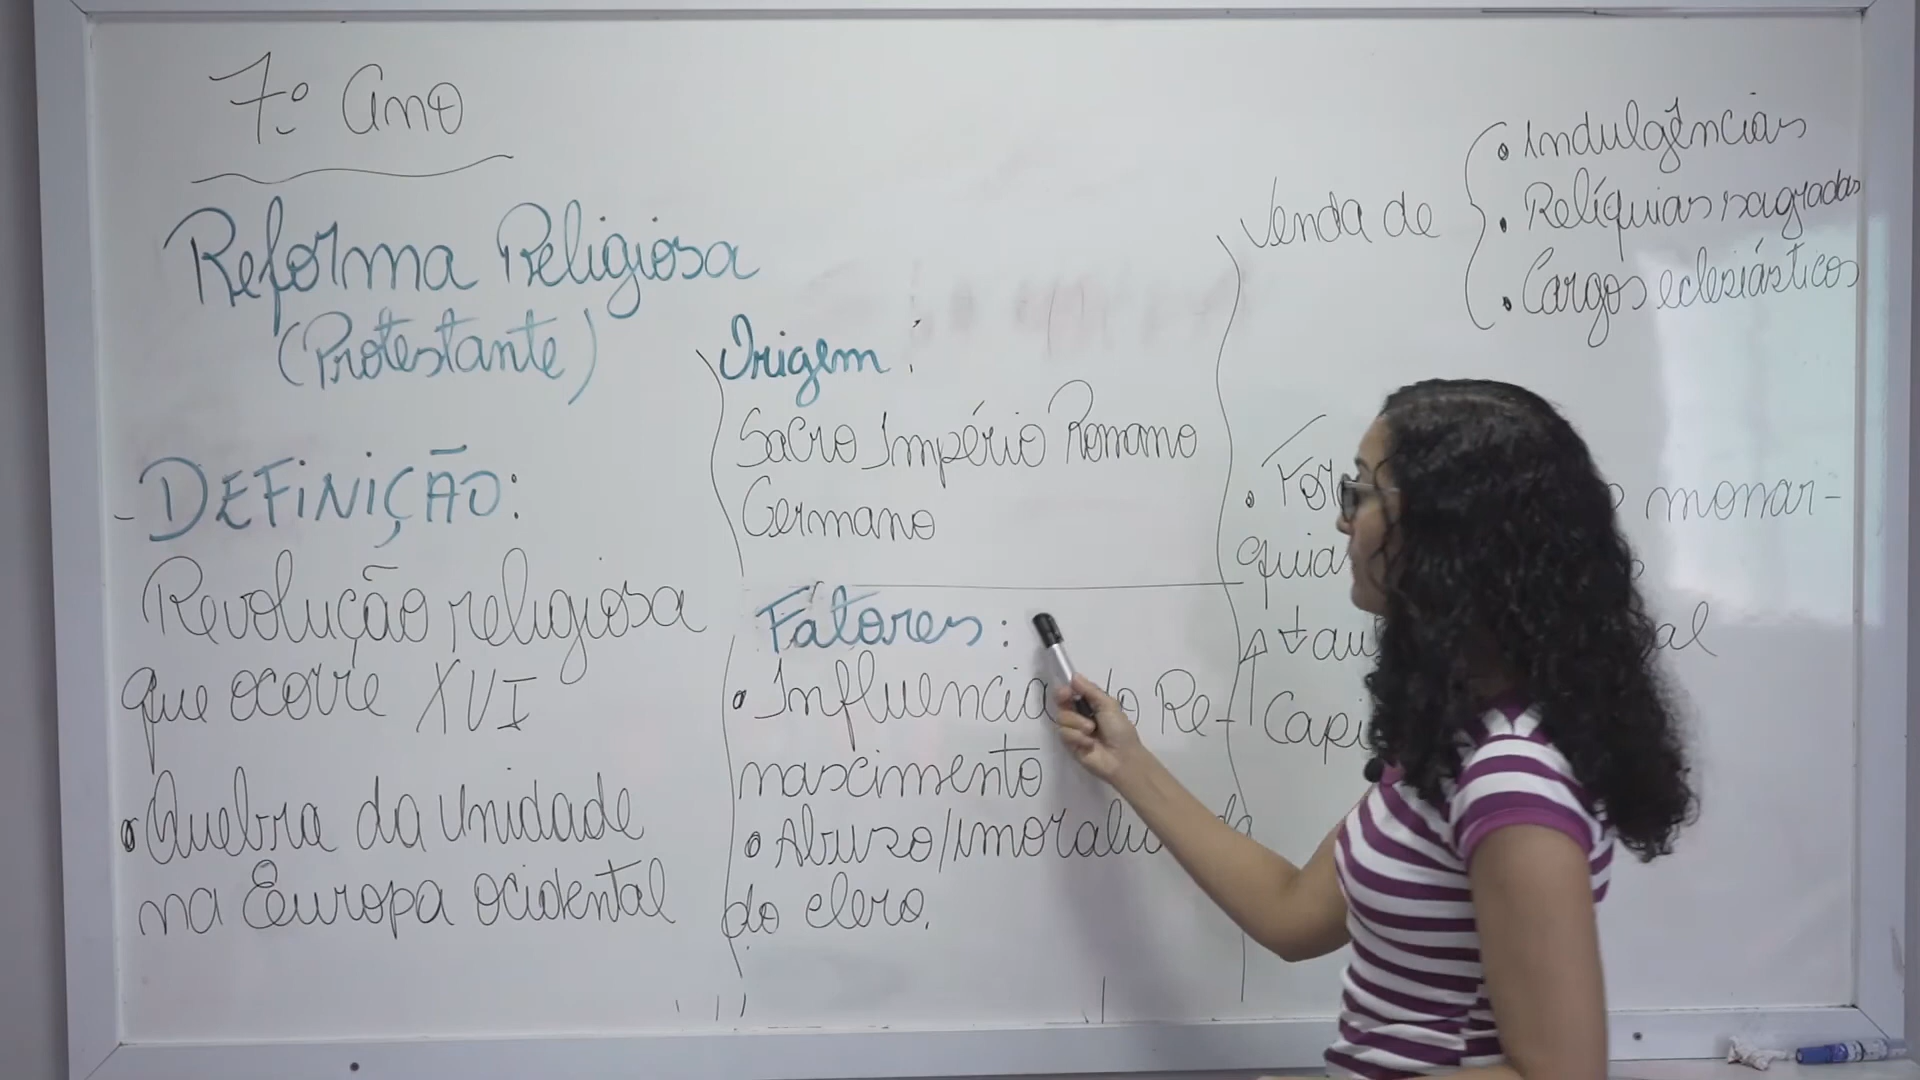 7º Ano
Reforma Religiosa
(Protestante)
- DEFINIÇÃO:
Revolução religiosa
que ocorre XVI
• Quebra da unidade
na Europa ocidental
Origem:
Sacro Império Romano
Germano
Fatores:
• Influencia do Re-
nascimento
• Abuso/imoralid
do clero.
Venda de
• Indulgências
• Relíquias sagradas
• Cargos eclesiásticos
• For monar-
quia